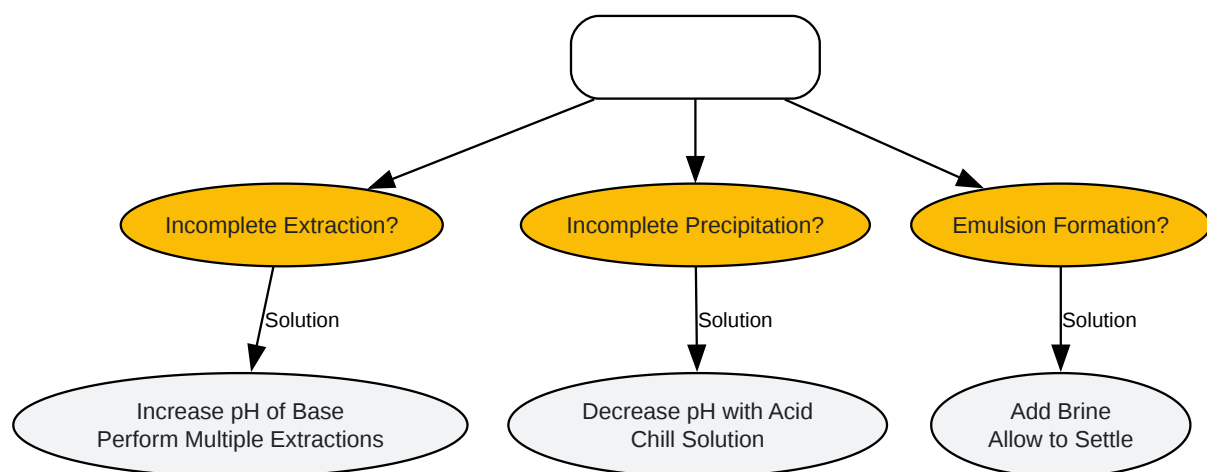 Incomplete Extraction?
Incomplete Precipitation?
Emulsion Formation?
Solution
Solution
Solution
Increase pH of Base
Perform Multiple Extractions
Decrease pH with Acid
Chill Solution
Add Brine
Allow to Settle